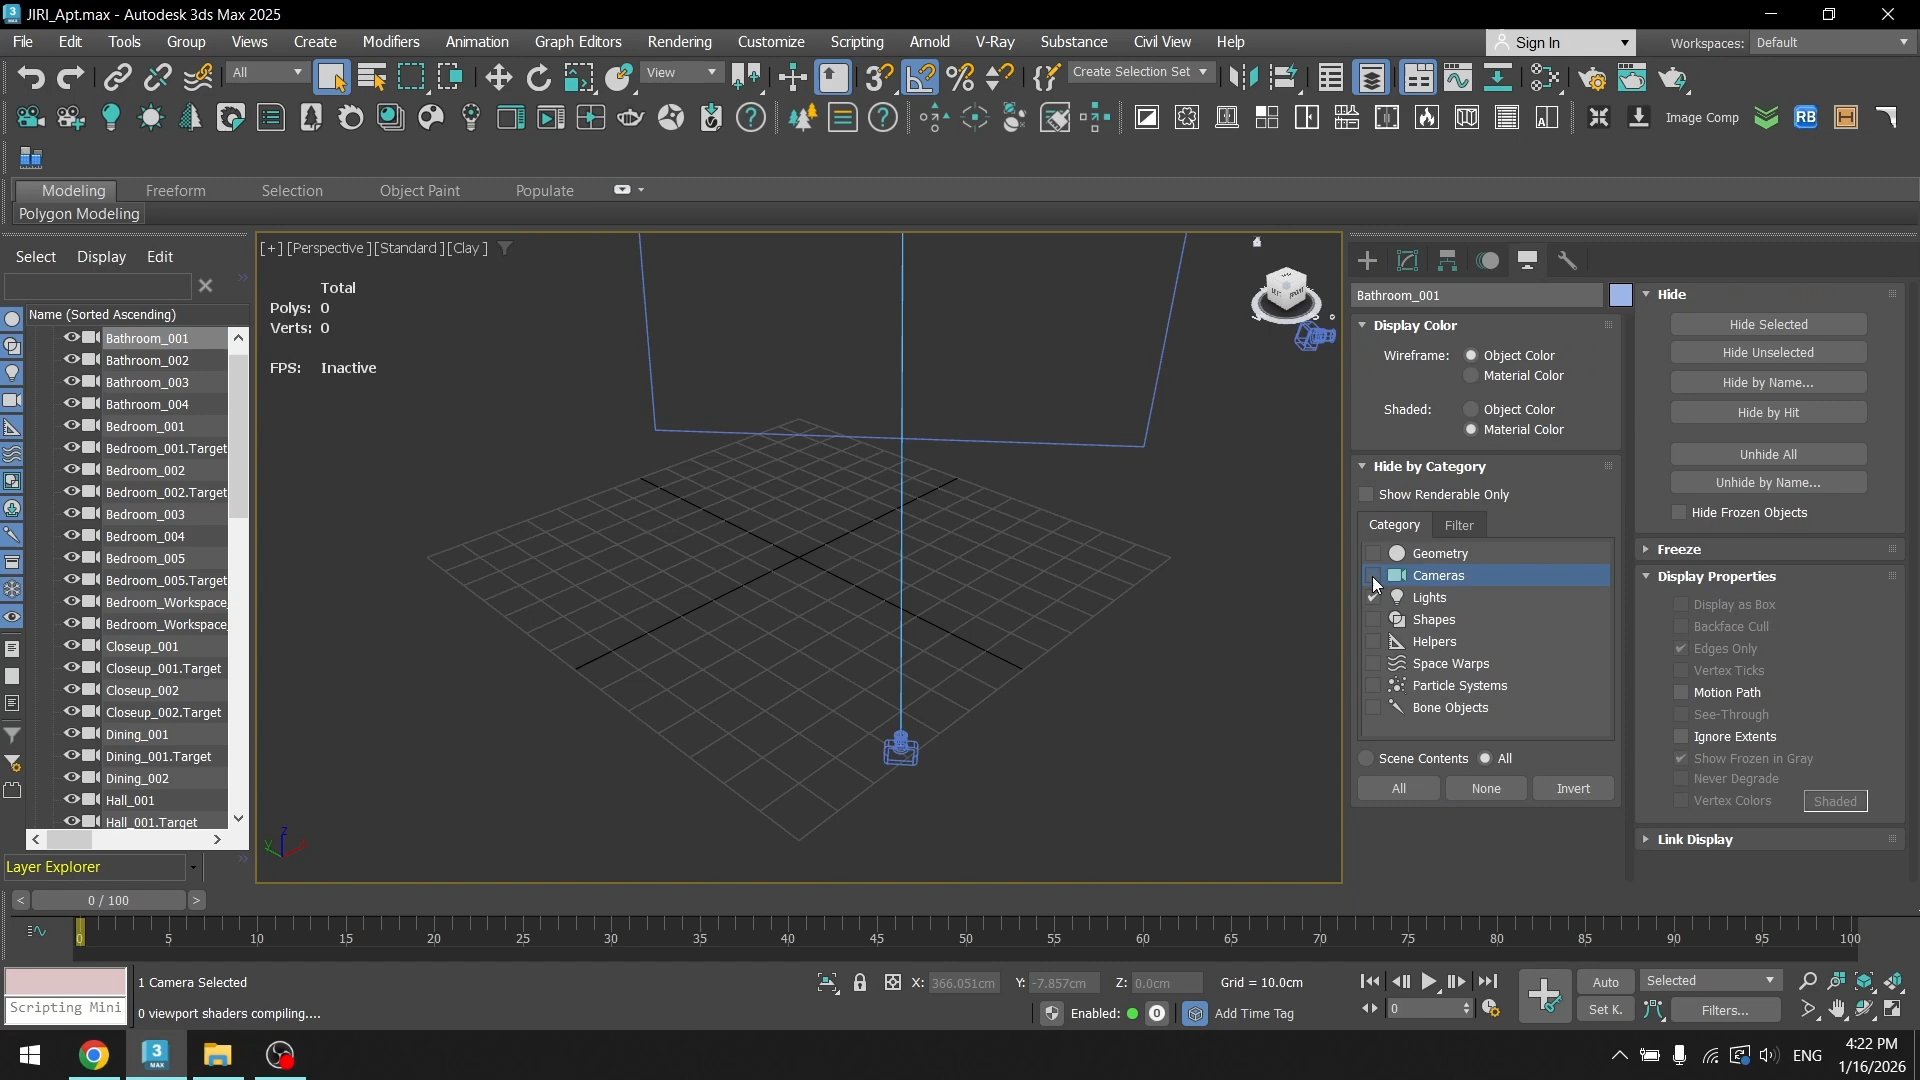 JIRI_Apt.max - Autodesk 3ds Max 2025
File Edit Tools Group Views Create Modifiers Animation Graph Editors Rendering Customize Scripting Arnold V-Ray Substance Civil View Help
Sign In
Workspaces: Default
All
View
Create Selection Set
Image Comp
RB
Modeling Freeform Selection Object Paint Populate
Polygon Modeling
Select Display Edit
Name (Sorted Ascending)
Bathroom_001
Bathroom_002
Bathroom_003
Bathroom_004
Bedroom_001
Bedroom_001.Target
Bedroom_002
Bedroom_002.Target
Bedroom_003
Bedroom_004
Bedroom_005
Bedroom_005.Target
Bedroom_Workspace
Bedroom_Workspace
Closeup_001
Closeup_001.Target
Closeup_002
Closeup_002.Target
Dining_001
Dining_001.Target
Dining_002
Hall_001
Hall_001.Target
Layer Explorer
[+] [Perspective ] [Standard ] [Clay ]
Total
Polys: 0
Verts: 0
FPS: Inactive
Bathroom_001
Display Color
Wireframe: Object Color
Material Color
Shaded: Object Color
Material Color
Hide by Category
Show Renderable Only
Category Filter
Geometry
Cameras
Lights
Shapes
Helpers
Space Warps
Particle Systems
Bone Objects
Scene Contents All
All None Invert
Hide
Hide Selected
Hide Unselected
Hide by Name...
Hide by Hit
Unhide All
Unhide by Name...
Hide Frozen Objects
Freeze
Display Properties
Display as Box
Backface Cull
Edges Only
Vertex Ticks
Motion Path
See-Through
Ignore Extents
Show Frozen in Gray
Never Degrade
Vertex Colors Shaded
Link Display
< 0 / 100 >
0 5 10 15 20 25 30 35 40 45 50 55 60 65 70 75 80 85 90 95 100
Scripting Mini
1 Camera Selected
0 viewport shaders compiling....
X: 366.051cm Y: -7.857cm Z: 0.0cm Grid = 10.0cm
Enabled: 0 Add Time Tag
0
Auto Selected
Set K. Filters...
ENG
4:22 PM
1/16/2026